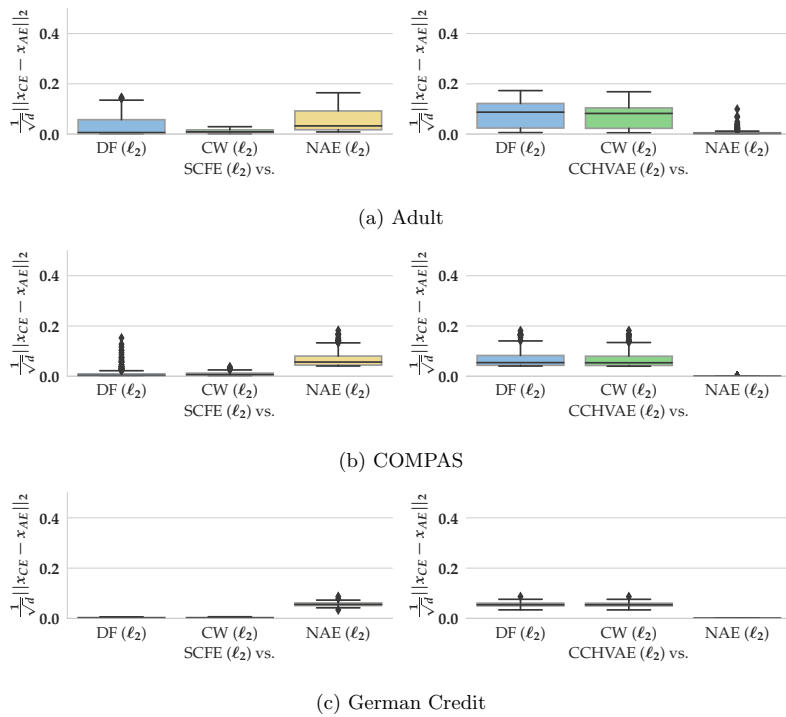 1/√d ||x_CE − x_AE||_2
0.4
0.2
0.0
DF (ℓ2) CW (ℓ2) NAE (ℓ2)
SCFE (ℓ2) vs.
1/√d ||x_CE − x_AE||_2
0.4
0.2
0.0
DF (ℓ2) CW (ℓ2) NAE (ℓ2)
CCHVAE (ℓ2) vs.
(a) Adult
1/√d ||x_CE − x_AE||_2
0.4
0.2
0.0
DF (ℓ2) CW (ℓ2) NAE (ℓ2)
SCFE (ℓ2) vs.
1/√d ||x_CE − x_AE||_2
0.4
0.2
0.0
DF (ℓ2) CW (ℓ2) NAE (ℓ2)
CCHVAE (ℓ2) vs.
(b) COMPAS
1/√d ||x_CE − x_AE||_2
0.4
0.2
0.0
DF (ℓ2) CW (ℓ2) NAE (ℓ2)
SCFE (ℓ2) vs.
1/√d ||x_CE − x_AE||_2
0.4
0.2
0.0
DF (ℓ2) CW (ℓ2) NAE (ℓ2)
CCHVAE (ℓ2) vs.
(c) German Credit